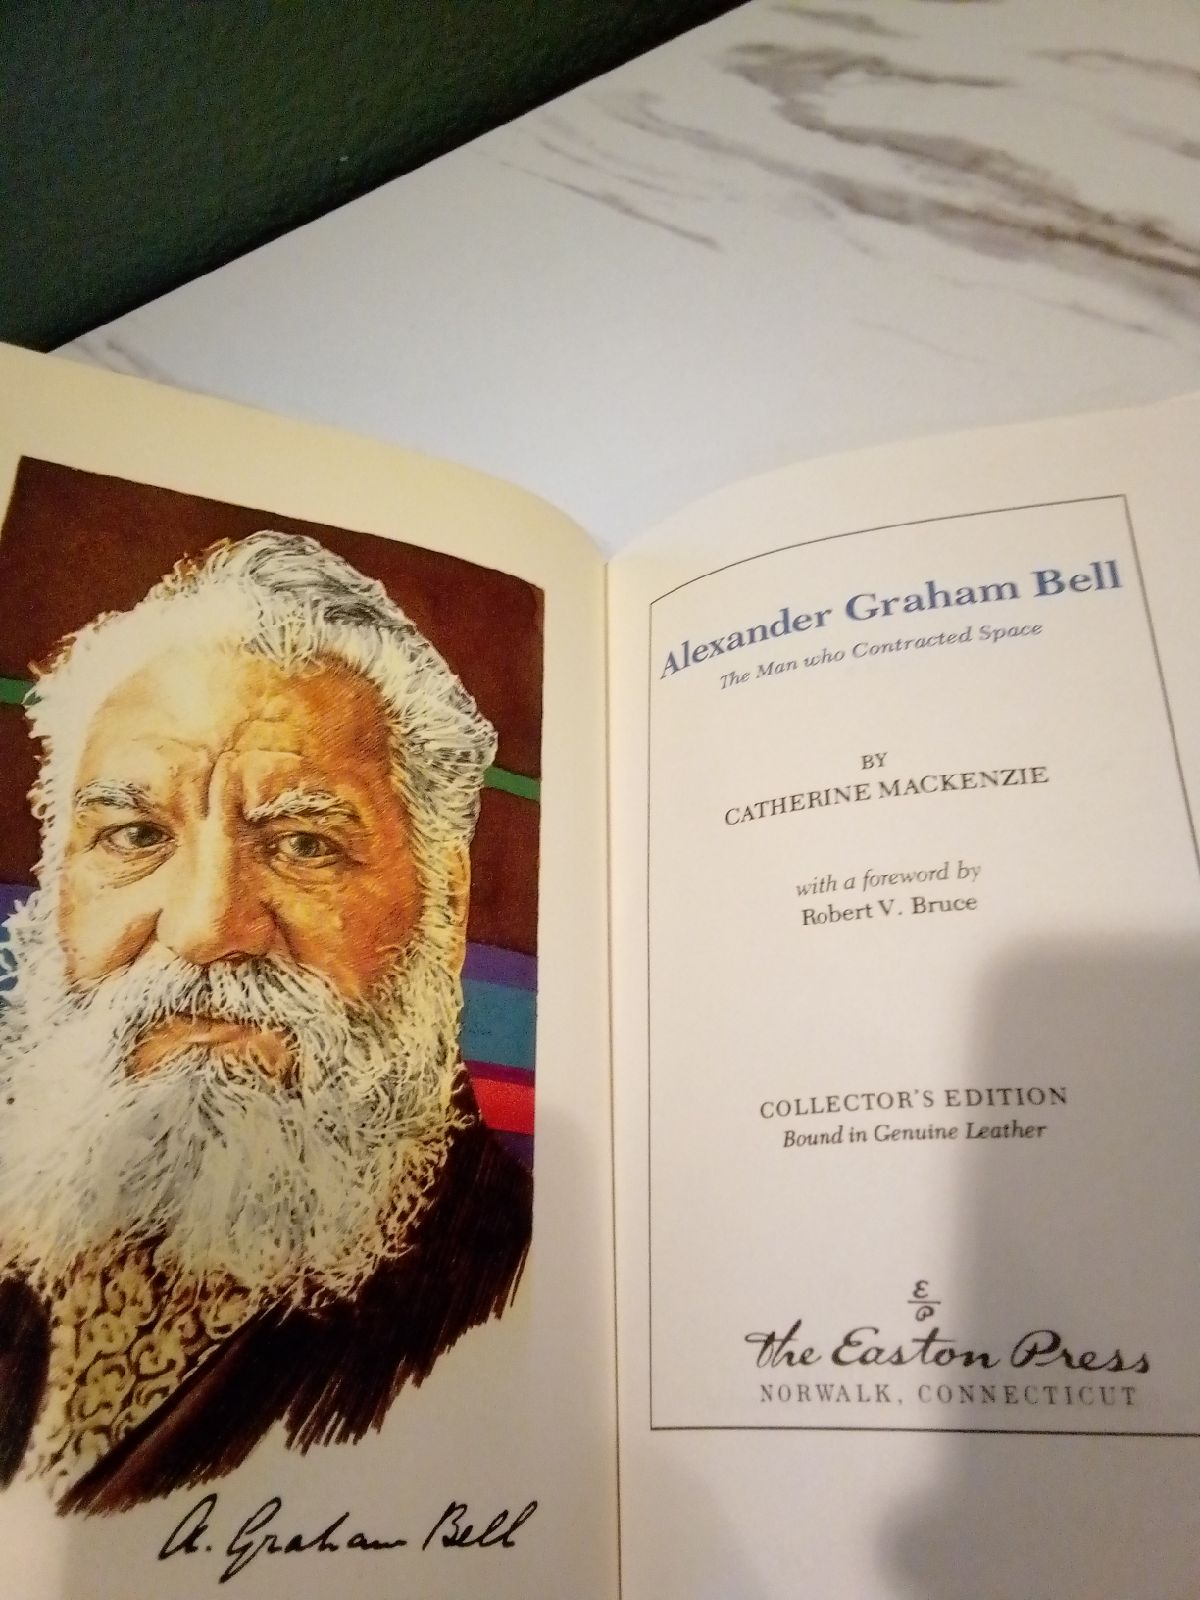 A. Graham Bell
Alexander Graham Bell
The Man who Contracted Space
BY
CATHERINE MACKENZIE
with a foreword by
Robert V. Bruce
COLLECTOR'S EDITION
Bound in Genuine Leather
E
P
The Easton Press
NORWALK, CONNECTICUT